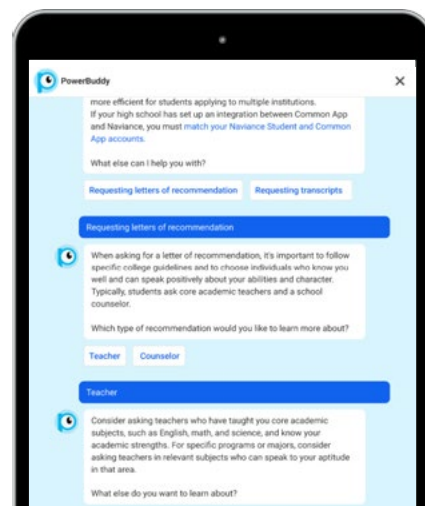 PowerBuddy
more efficient for students applying to multiple institutions.
If your high school has set up an integration between Common App
and Naviance, you must match your Naviance Student and Common
App accounts.
What else can I help you with?
Requesting letters of recommendation Requesting transcripts
Requesting letters of recommendation
When asking for a letter of recommendation, it's important to follow
specific college guidelines and to choose individuals who know you
well and can speak positively about your abilities and character.
Typically, students ask core academic teachers and a school
counselor.
Which type of recommendation would you like to learn more about?
Teacher Counselor
Teacher
Consider asking teachers who have taught you core academic
subjects, such as English, math, and science, and know your
academic strengths. For specific programs or majors, consider
asking teachers in relevant subjects who can speak to your aptitude
in that area.
What else do you want to learn about?